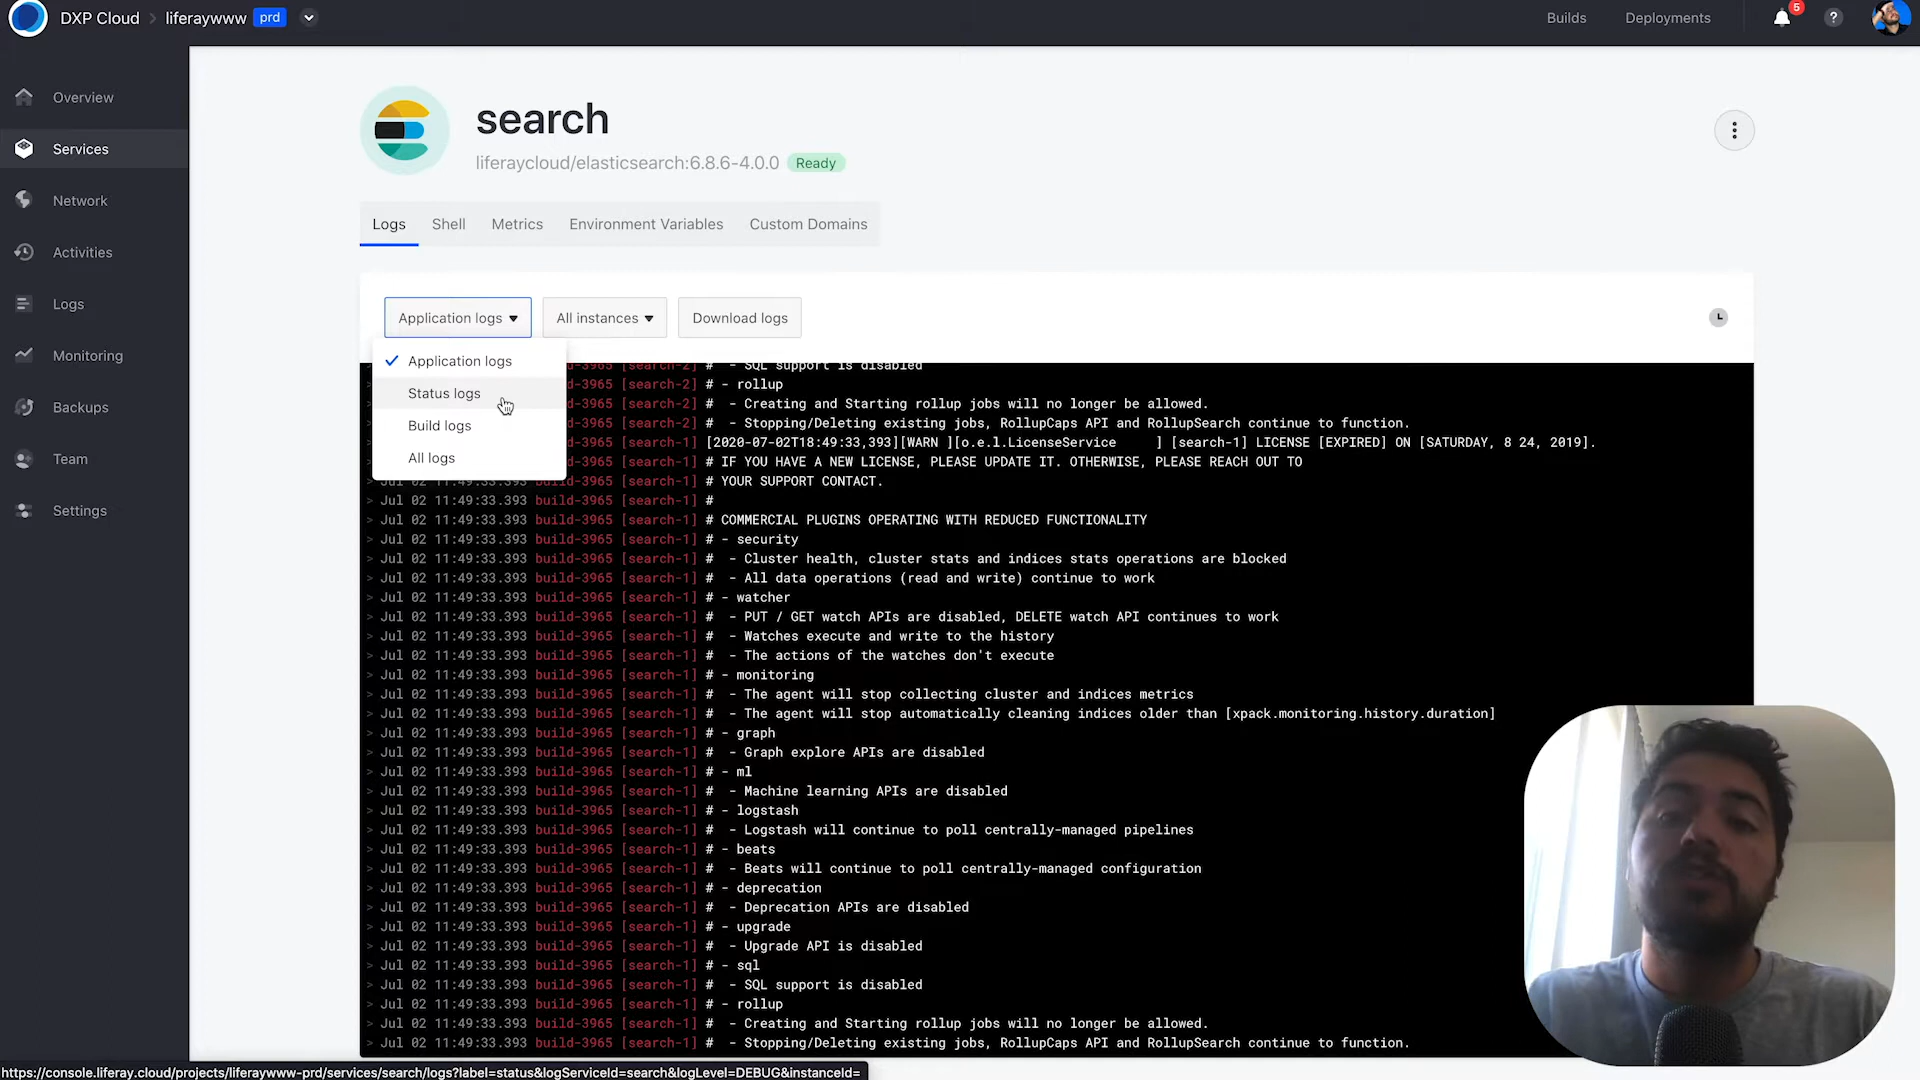 DXP Cloud
liferaywww
prd
Builds
Deployments
5
?
Overview
Services
Network
Activities
Logs
Monitoring
Backups
Team
Settings
search
liferaycloud/elasticsearch:6.8.6-4.0.0 Ready
Logs Shell Metrics Environment Variables Custom Domains
Application logs All instances Download logs
Application logs
Status logs
Build logs
All logs
d-3965 [search-2] # - SQL support is disabled
d-3965 [search-2] # - rollup
d-3965 [search-2] # - Creating and Starting rollup jobs will no longer be allowed.
d-3965 [search-2] # - Stopping/Deleting existing jobs, RollupCaps API and RollupSearch continue to function.
d-3965 [search-1] [2020-07-02T18:49:33,393][WARN ][o.e.l.LicenseService ] [search-1] LICENSE [EXPIRED] ON [SATURDAY, 8 24, 2019].
d-3965 [search-1] # IF YOU HAVE A NEW LICENSE, PLEASE UPDATE IT. OTHERWISE, PLEASE REACH OUT TO
> Jul 02 11:49:33.393 build-3965 [search-1] # YOUR SUPPORT CONTACT.
> Jul 02 11:49:33.393 build-3965 [search-1] #
> Jul 02 11:49:33.393 build-3965 [search-1] # COMMERCIAL PLUGINS OPERATING WITH REDUCED FUNCTIONALITY
> Jul 02 11:49:33.393 build-3965 [search-1] # - security
> Jul 02 11:49:33.393 build-3965 [search-1] # - Cluster health, cluster stats and indices stats operations are blocked
> Jul 02 11:49:33.393 build-3965 [search-1] # - All data operations (read and write) continue to work
> Jul 02 11:49:33.393 build-3965 [search-1] # - watcher
> Jul 02 11:49:33.393 build-3965 [search-1] # - PUT / GET watch APIs are disabled, DELETE watch API continues to work
> Jul 02 11:49:33.393 build-3965 [search-1] # - Watches execute and write to the history
> Jul 02 11:49:33.393 build-3965 [search-1] # - The actions of the watches don't execute
> Jul 02 11:49:33.393 build-3965 [search-1] # - monitoring
> Jul 02 11:49:33.393 build-3965 [search-1] # - The agent will stop collecting cluster and indices metrics
> Jul 02 11:49:33.393 build-3965 [search-1] # - The agent will stop automatically cleaning indices older than [xpack.monitoring.history.duration]
> Jul 02 11:49:33.393 build-3965 [search-1] # - graph
> Jul 02 11:49:33.393 build-3965 [search-1] # - Graph explore APIs are disabled
> Jul 02 11:49:33.393 build-3965 [search-1] # - ml
> Jul 02 11:49:33.393 build-3965 [search-1] # - Machine learning APIs are disabled
> Jul 02 11:49:33.393 build-3965 [search-1] # - logstash
> Jul 02 11:49:33.393 build-3965 [search-1] # - Logstash will continue to poll centrally-managed pipelines
> Jul 02 11:49:33.393 build-3965 [search-1] # - beats
> Jul 02 11:49:33.393 build-3965 [search-1] # - Beats will continue to poll centrally-managed configuration
> Jul 02 11:49:33.393 build-3965 [search-1] # - deprecation
> Jul 02 11:49:33.393 build-3965 [search-1] # - Deprecation APIs are disabled
> Jul 02 11:49:33.393 build-3965 [search-1] # - upgrade
> Jul 02 11:49:33.393 build-3965 [search-1] # - Upgrade API is disabled
> Jul 02 11:49:33.393 build-3965 [search-1] # - sql
> Jul 02 11:49:33.393 build-3965 [search-1] # - SQL support is disabled
> Jul 02 11:49:33.393 build-3965 [search-1] # - rollup
> Jul 02 11:49:33.393 build-3965 [search-1] # - Creating and Starting rollup jobs will no longer be allowed.
> Jul 02 11:49:33.393 build-3965 [search-1] # - Stopping/Deleting existing jobs, RollupCaps API and RollupSearch continue to function.
https://console.liferay.cloud/projects/liferaywww-prd/services/search/logs?label=status&logServiceId=search&logLevel=DEBUG&instanceId=